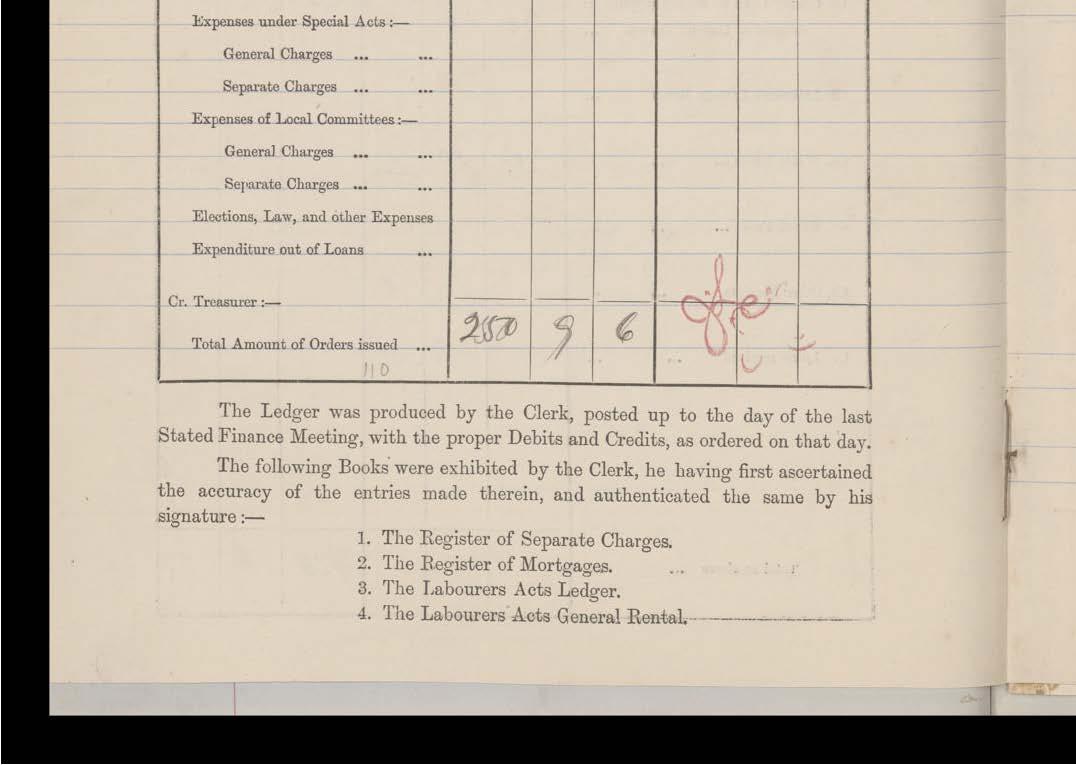 Expenses under Special Acts :—
General Charges ... ...
Separate Charges ... ...
Expenses of Local Committees :—
General Charges ... ...
Separate Charges ... ...
Elections, Law, and other Expenses
Expenditure out of Loans ...
Cr. Treasurer :—
Total Amount of Orders issued ... 2550 9 6
110
The Ledger was produced by the Clerk, posted up to the day of the last
Stated Finance Meeting, with the proper Debits and Credits, as ordered on that day.
The following Books were exhibited by the Clerk, he having first ascertained
the accuracy of the entries made therein, and authenticated the same by his
signature :—
1. The Register of Separate Charges.
2. The Register of Mortgages.
3. The Labourers Acts Ledger.
4. The Labourers Acts General Rental.